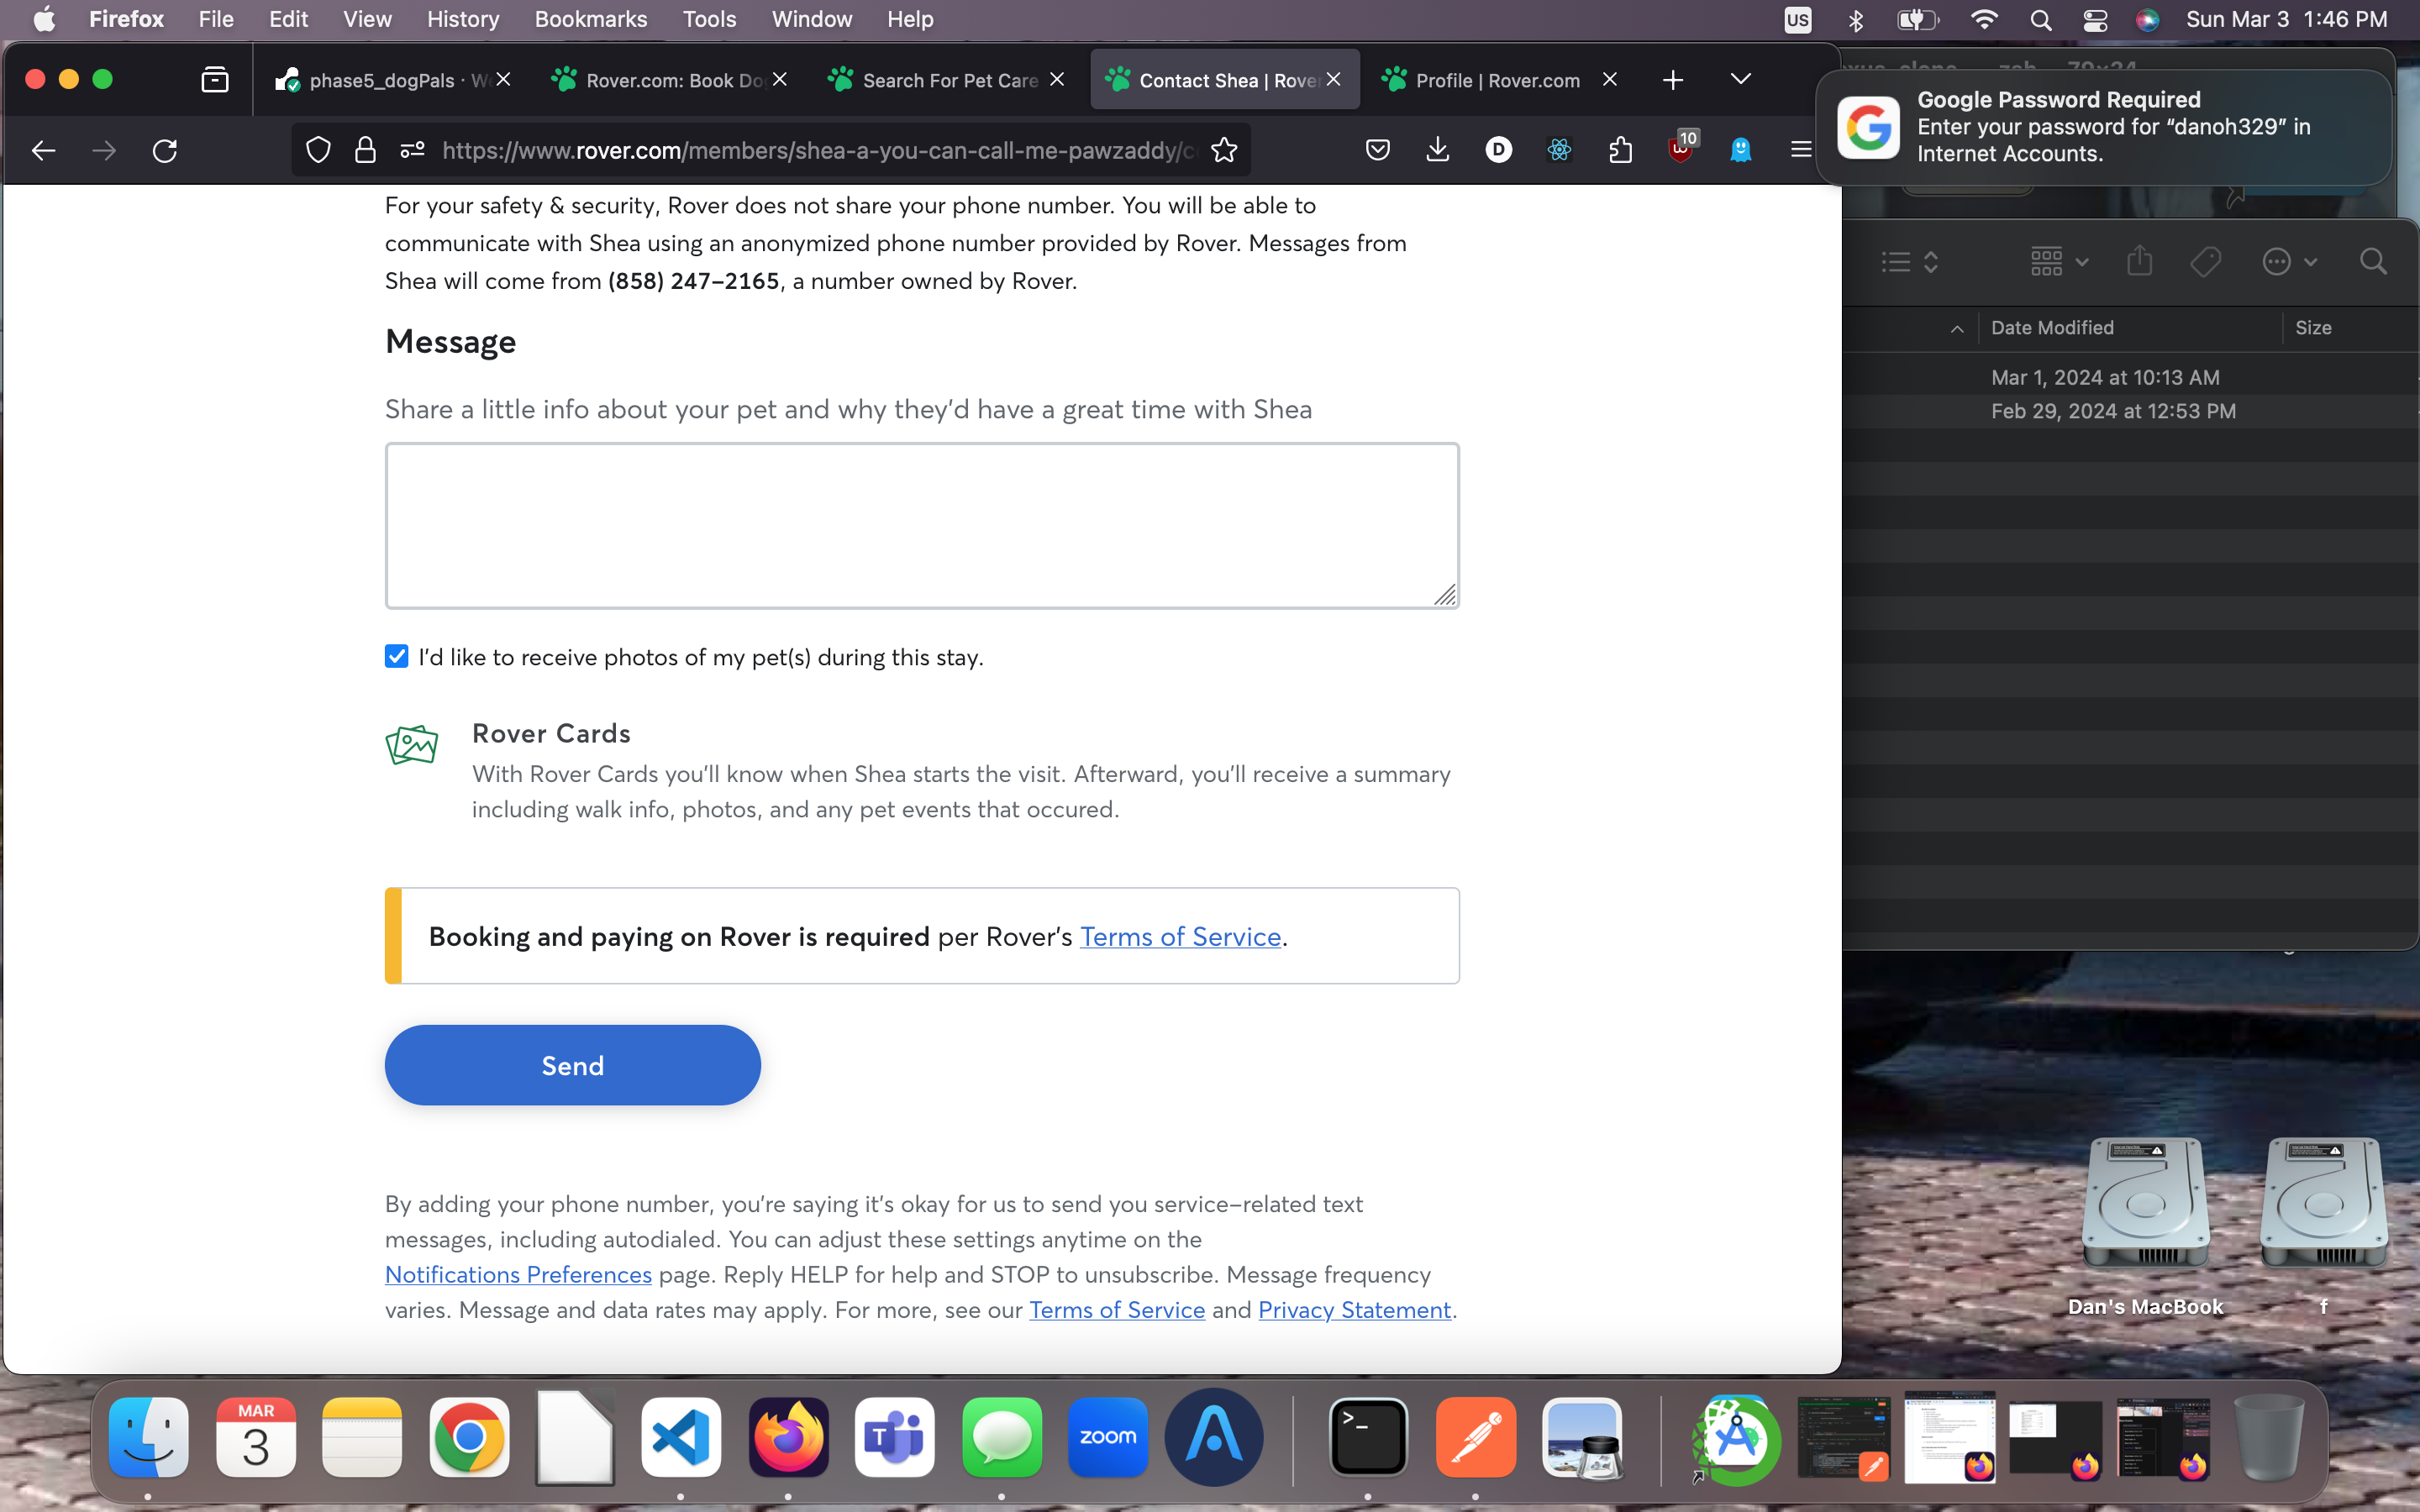 Firefox File Edit View History Bookmarks Tools Window Help
US
Sun Mar 3 1:46 PM
phase5_dogPals · W
Rover.com: Book Do
Search For Pet Care
Contact Shea | Rove
Profile | Rover.com
https://www.rover.com/members/shea-a-you-can-call-me-pawzaddy/c
D
10
Google Password Required
Enter your password for “danoh329” in
Internet Accounts.
For your safety & security, Rover does not share your phone number. You will be able to
communicate with Shea using an anonymized phone number provided by Rover. Messages from
Shea will come from (858) 247-2165, a number owned by Rover.
Message
Share a little info about your pet and why they’d have a great time with Shea
I’d like to receive photos of my pet(s) during this stay.
Rover Cards
With Rover Cards you’ll know when Shea starts the visit. Afterward, you’ll receive a summary
including walk info, photos, and any pet events that occured.
Booking and paying on Rover is required per Rover’s Terms of Service.
Send
By adding your phone number, you’re saying it’s okay for us to send you service-related text
messages, including autodialed. You can adjust these settings anytime on the
Notifications Preferences page. Reply HELP for help and STOP to unsubscribe. Message frequency
varies. Message and data rates may apply. For more, see our Terms of Service and Privacy Statement.
Date Modified Size
Mar 1, 2024 at 10:13 AM
Feb 29, 2024 at 12:53 PM
Dan's MacBook
f
MAR
3
T
zoom
>_